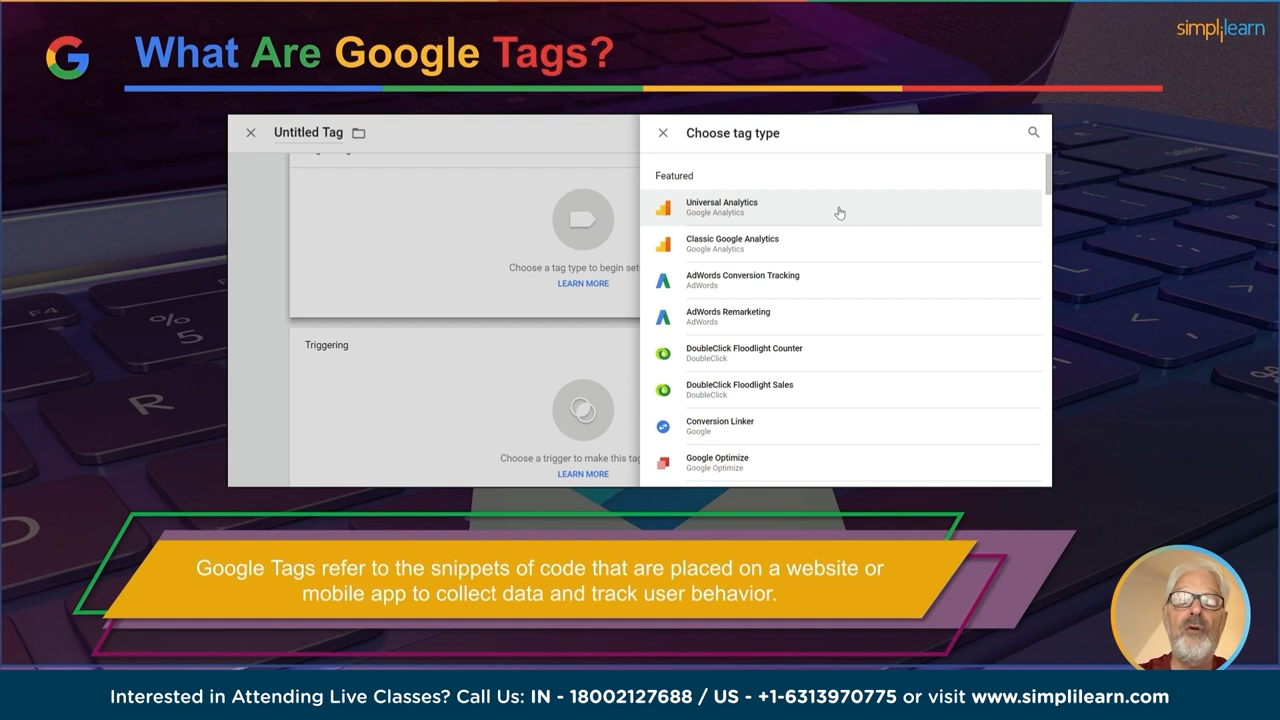 simplilearn
G What Are Google Tags?
Untitled Tag
Choose tag type
Featured
Universal Analytics
Google Analytics
Classic Google Analytics
Google Analytics
AdWords Conversion Tracking
AdWords
AdWords Remarketing
AdWords
DoubleClick Floodlight Counter
DoubleClick
DoubleClick Floodlight Sales
DoubleClick
Conversion Linker
Google
Google Optimize
Google Optimize
Choose a tag type to begin set
LEARN MORE
Triggering
Choose a trigger to make this tag
LEARN MORE
F4
%
5
R
Google Tags refer to the snippets of code that are placed on a website or
mobile app to collect data and track user behavior.
Interested in Attending Live Classes? Call Us: IN - 18002127688 / US - +1-6313970775 or visit www.simplilearn.com